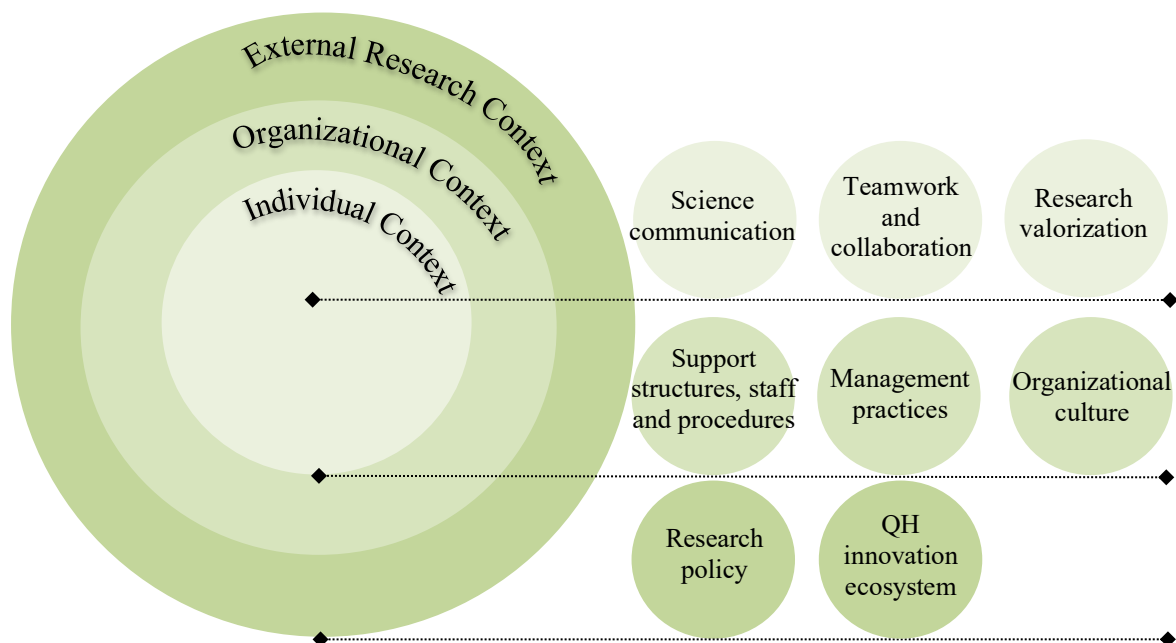 External Research Context
Organizational Context
Individual Context
Science
communication
Teamwork
and
collaboration
Research
valorization
Support
structures, staff
and procedures
Management
practices
Organizational
culture
Research
policy
QH
innovation
ecosystem